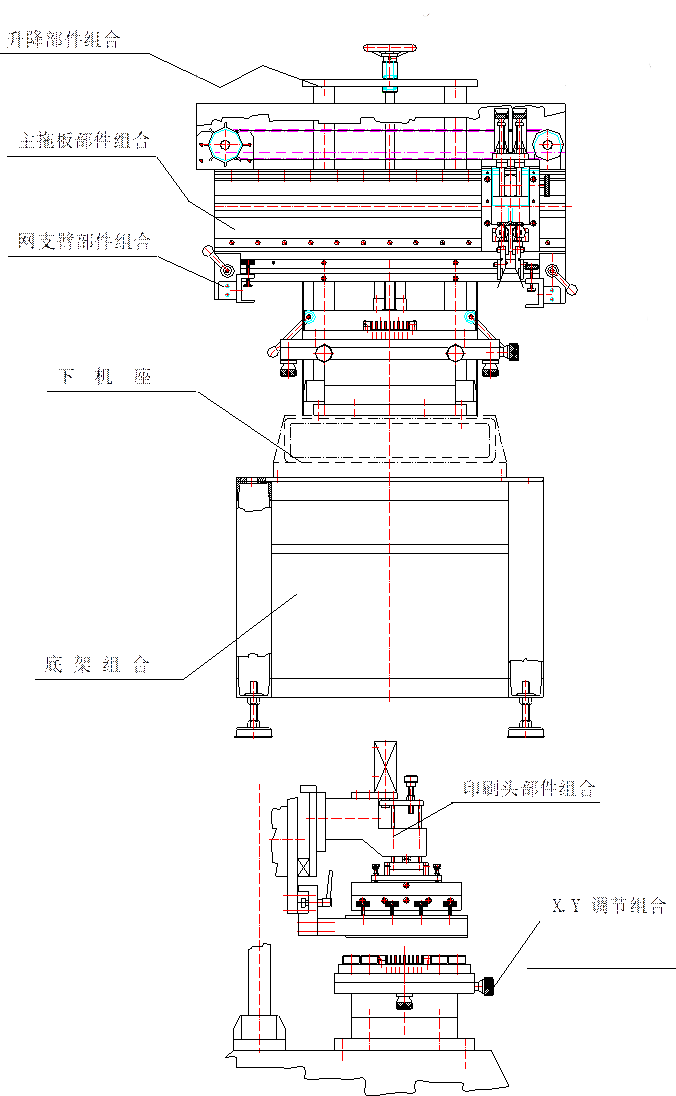 升降部件组合
主拖板部件组合
网支臂部件组合
下 机 座
底 架 组 合
印刷头部件组合
X.Y 调节组合